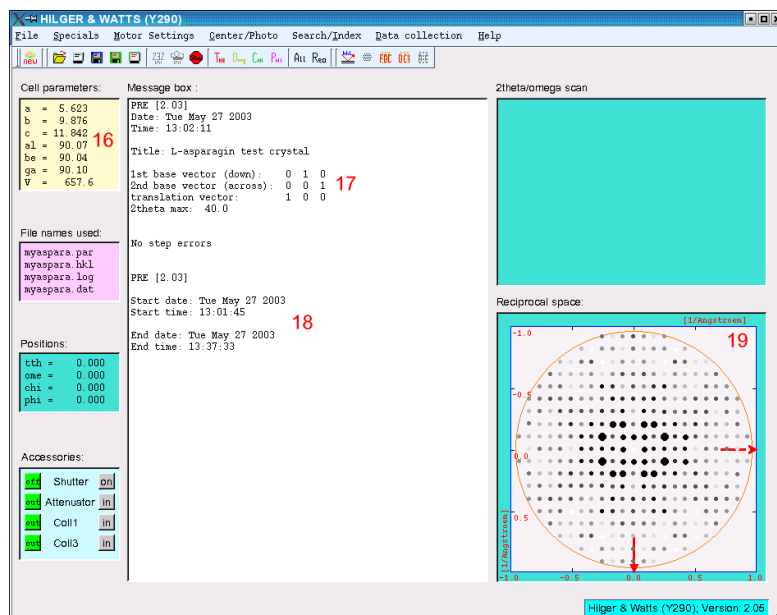 HILGER & WATTS (Y290)
File Specials Motor Settings Center/Photo Search/Index Data collection Help
new The Omg Chi Phi All Req
Cell parameters:
a = 5.623
b = 9.876
c = 11.842
al = 90.07
be = 90.04
ga = 90.10
V = 657.6
16
File names used:
myaspara.par
myaspara.hkl
myaspara.log
myaspara.dat
Positions:
tth = 0.000
ome = 0.000
chi = 0.000
phi = 0.000
Accessories:
off Shutter on
out Attenuator in
out Coll1 in
out Coll3 in
Message box :
PRE [2.03]
Date: Tue May 27 2003
Time: 13:02:11
Title: L-asparagin test crystal
1st base vector (down): 0 1 0
2nd base vector (across): 0 0 1
translation vector: 1 0 0
2theta max: 40.0
17
No step errors
PRE [2.03]
Start date: Tue May 27 2003
Start time: 13:01:45
18
End date: Tue May 27 2003
End time: 13:37:33
2theta/omega scan
Reciprocal space:
[1/Angstroem]
19
-1.0
-0.5
0.0
0.5
[1/Angstroem]
-1.0 -0.5 0.0 0.5 1.0
Hilger & Watts (Y290); Version: 2.05